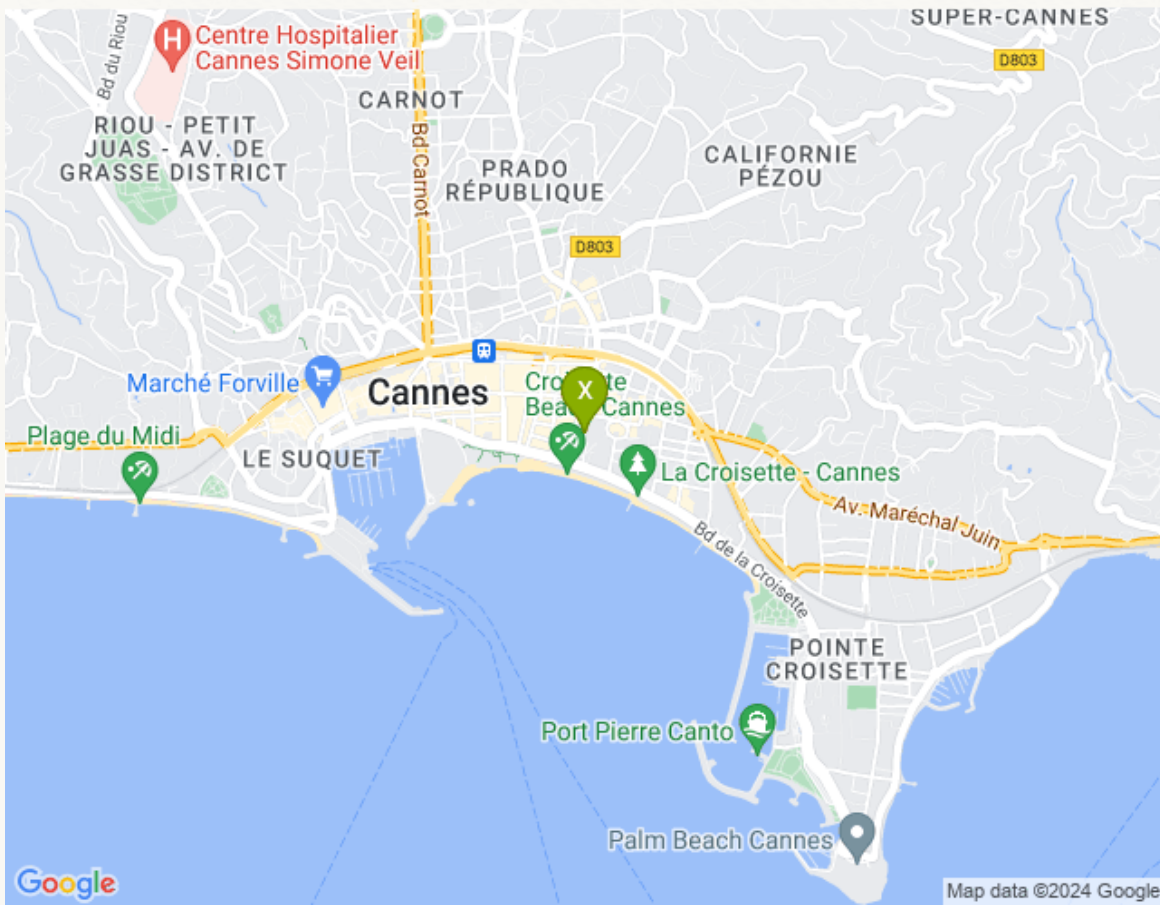 SUPER-CANNES
Centre Hospitalier
Cannes Simone Veil
D803
Bd du Riou
CARNOT
RIOU - PETIT
JUAS - AV. DE
GRASSE DISTRICT
Bd Carnot
PRADO
RÉPUBLIQUE
CALIFORNIE
PÉZOU
D803
Marché Forville
Cannes
X
Cannes
Plage du Midi
LE SUQUET
La Croisette - Cannes
Av. Maréchal Juin
Bd de la Croisette
POINTE
CROISETTE
Port Pierre Canto
Palm Beach Cannes
Google
Map data ©2024 Google